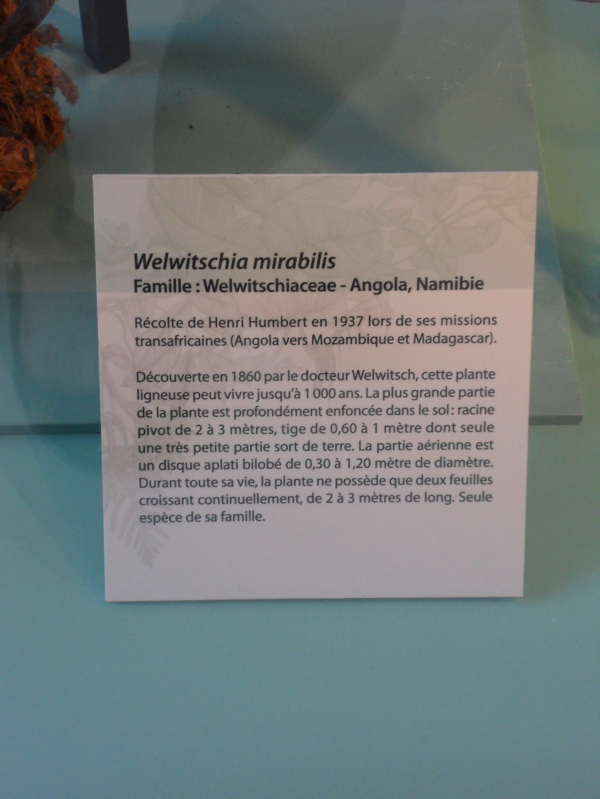 Welwitschia mirabilis
Famille : Welwitschiaceae - Angola, Namibie
Récolte de Henri Humbert en 1937 lors de ses missions
transafricaines (Angola vers Mozambique et Madagascar).
Découverte en 1860 par le docteur Welwitsch, cette plante
ligneuse peut vivre jusqu'à 1 000 ans. La plus grande partie
de la plante est profondément enfoncée dans le sol : racine
pivot de 2 à 3 mètres, tige de 0,60 à 1 mètre dont seule
une très petite partie sort de terre. La partie aérienne est
un disque aplati bilobé de 0,30 à 1,20 mètre de diamètre.
Durant toute sa vie, la plante ne possède que deux feuilles
croissant continuellement, de 2 à 3 mètres de long. Seule
espèce de sa famille.